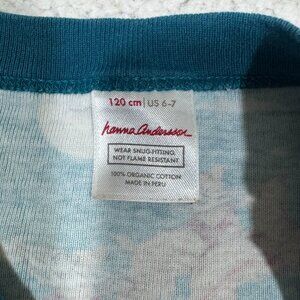 120 cm | US 6-7
hanna andersson
WEAR SNUG-FITTING,
NOT FLAME RESISTANT
100% ORGANIC COTTON
MADE IN PERU